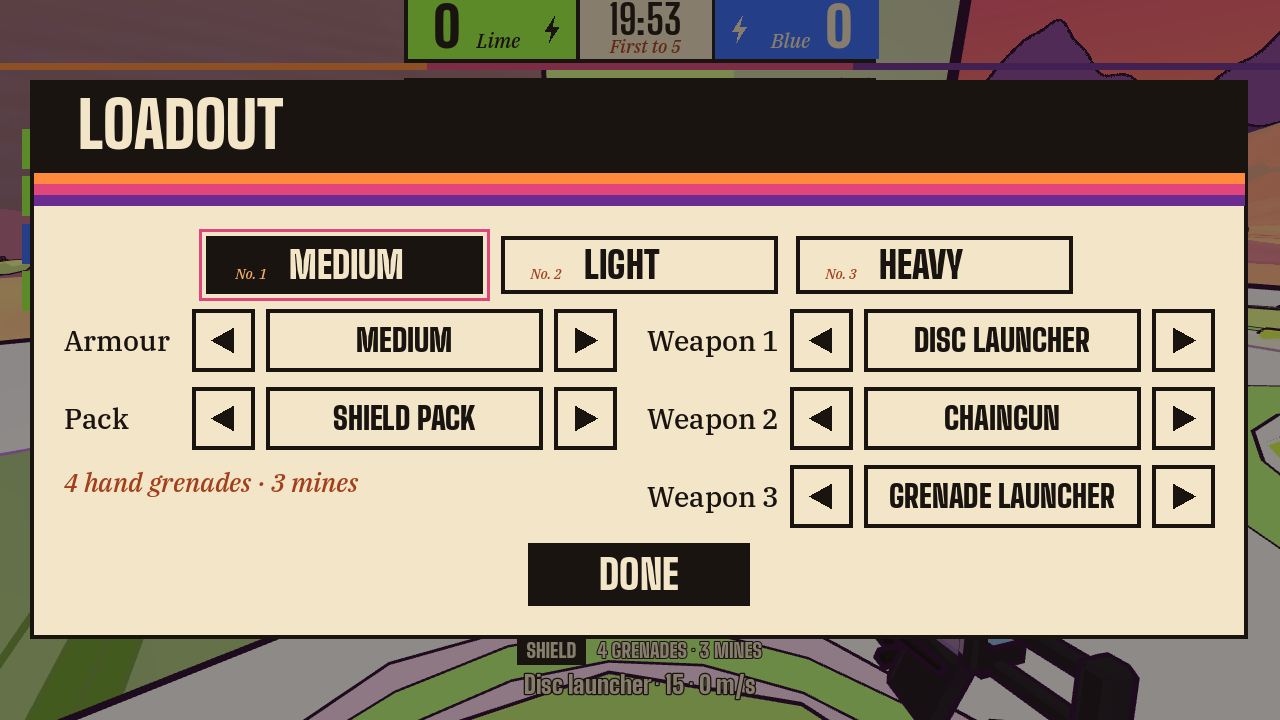 0 Lime 19:53 Blue 0
First to 5
LOADOUT
No. 1 MEDIUM No. 2 LIGHT No. 3 HEAVY
Armour MEDIUM Weapon 1 DISC LAUNCHER
Pack SHIELD PACK Weapon 2 CHAINGUN
4 hand grenades · 3 mines Weapon 3 GRENADE LAUNCHER
DONE
SHIELD 4 GRENADES · 3 MINES
Disc launcher · 15 · 0 m/s